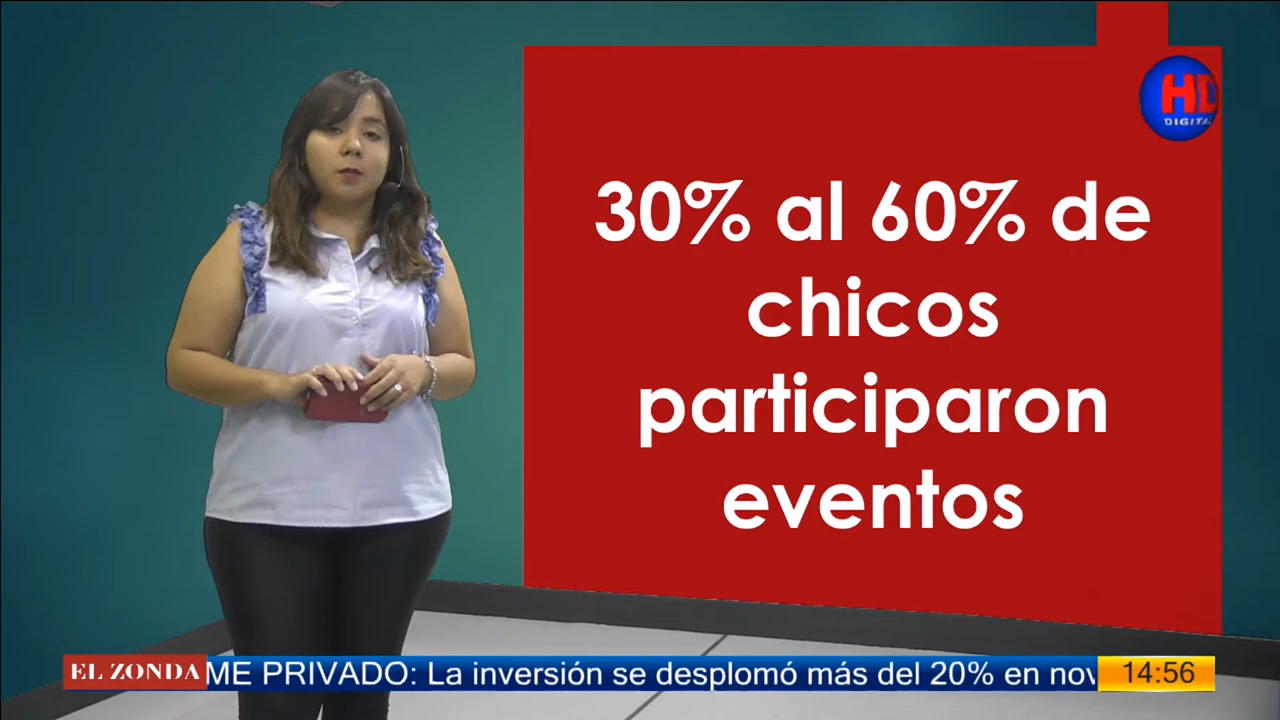 HD
DIGITAL
30% al 60% de
chicos
participaron
eventos
EL ZONDA
ME PRIVADO: La inversión se desplomó más del 20% en nov
14:56